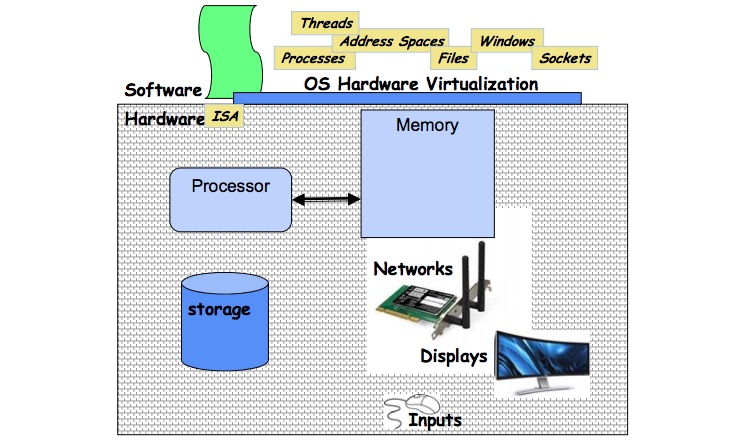 Threads
Address Spaces
Windows
Processes
Files
Sockets
OS Hardware Virtualization
Software
Hardware
ISA
Memory
Processor
Networks
storage
Displays
Inputs